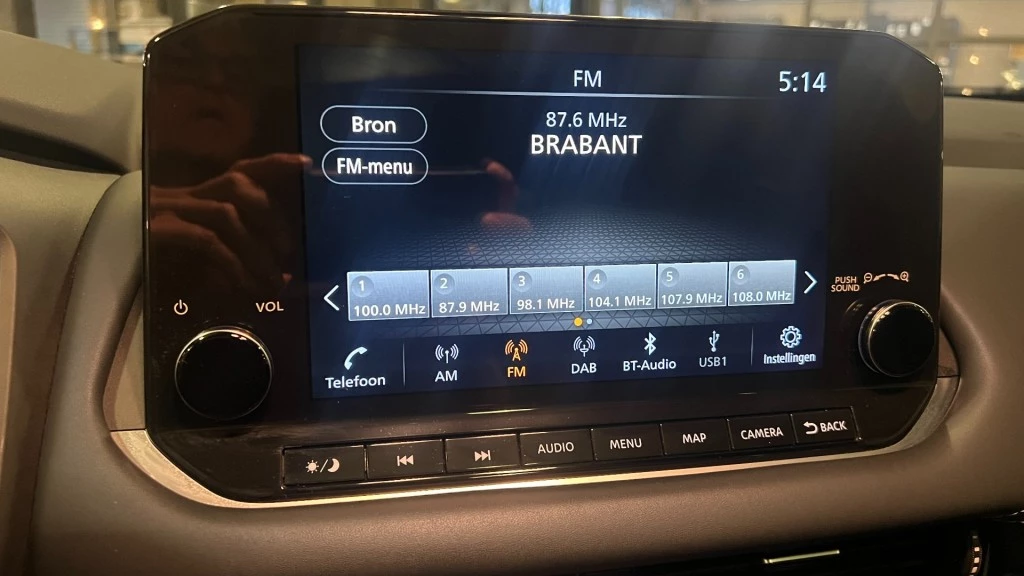 FM
5:14
Bron
87.6 MHz
BRABANT
FM-menu
1 2 3 4 5 6
100.0 MHz 87.9 MHz 98.1 MHz 104.1 MHz 107.9 MHz 108.0 MHz
PUSH
SOUND
VOL
Telefoon AM FM DAB BT-Audio USB1 Instellingen
AUDIO MENU MAP CAMERA BACK